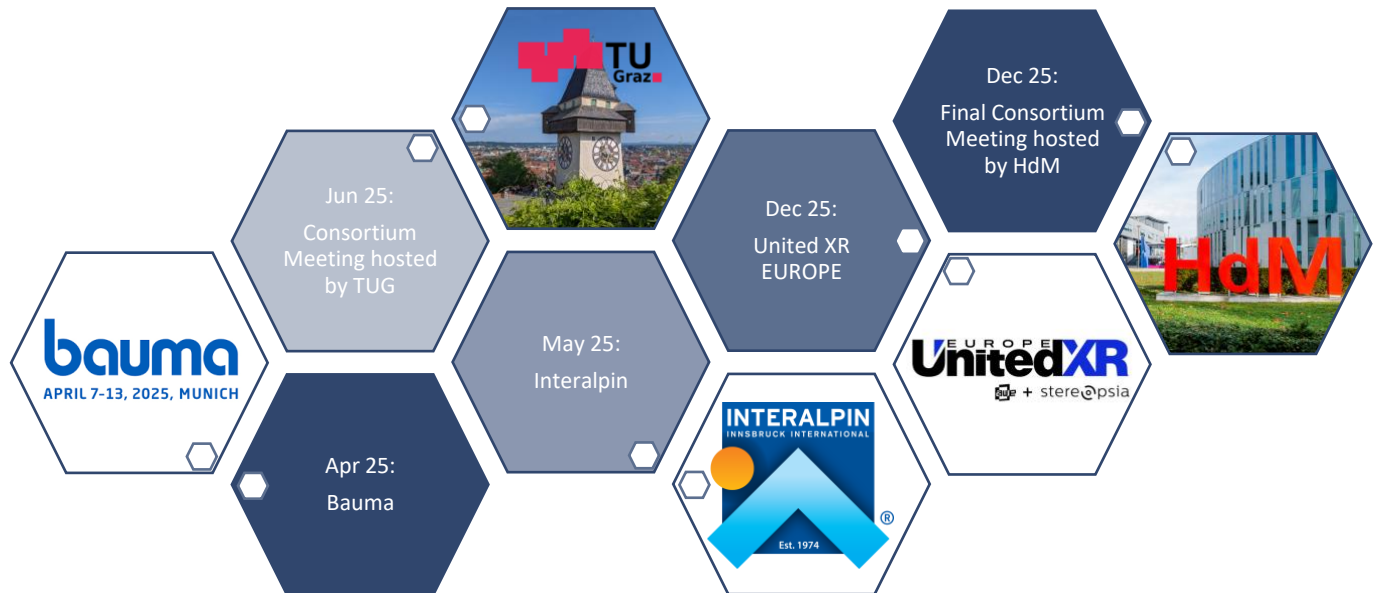 bauma
APRIL 7-13, 2025, MUNICH
Apr 25:
Bauma
Jun 25:
Consortium
Meeting hosted
by TUG
TU
Graz
May 25:
Interalpin
INTERALPIN
INNSBRUCK INTERNATIONAL
®
Est. 1974
Dec 25:
United XR
EUROPE
EUROPE
UnitedXR
+ stereopsia
Dec 25:
Final Consortium
Meeting hosted
by HdM
HdM